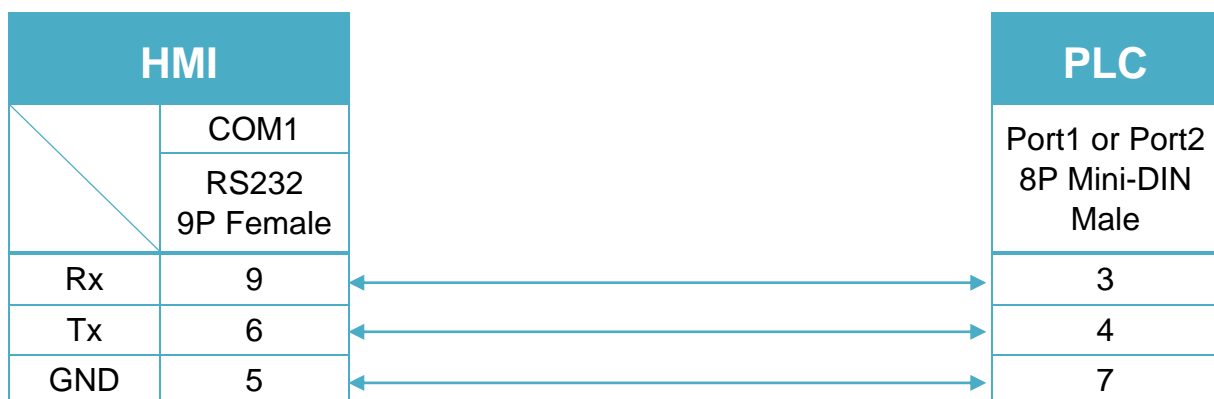 HMI
PLC
COM1
RS232
9P Female
Port1 or Port2
8P Mini-DIN
Male
Rx 9 3
Tx 6 4
GND 5 7